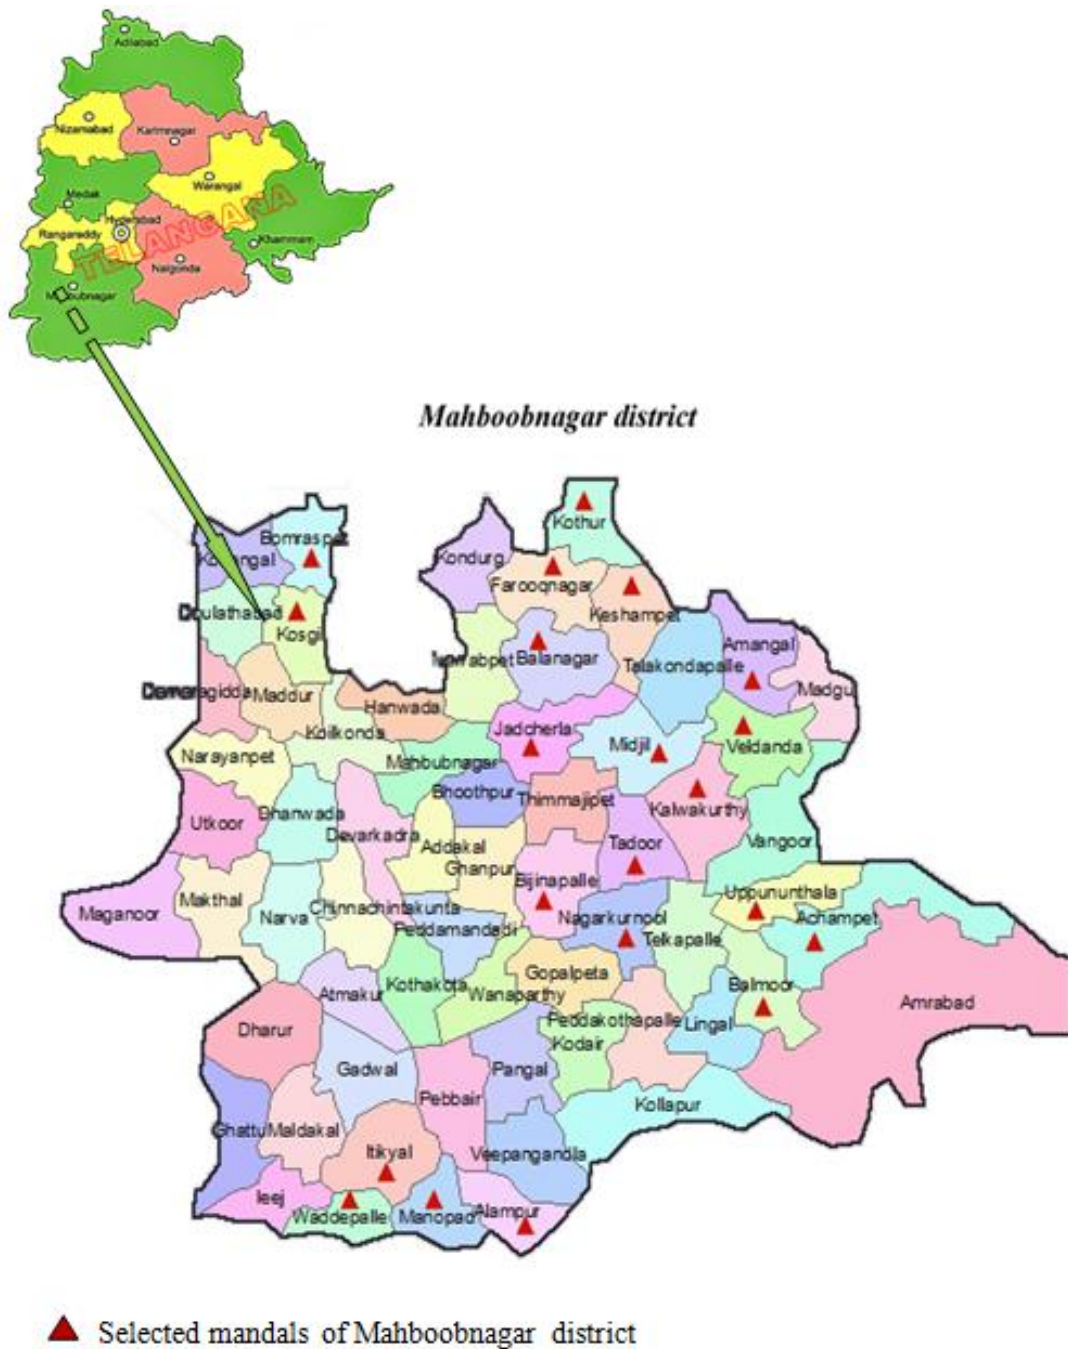 Adilabad
Nizamabad
Karimnagar
Warangal
Medak
Hyderabad
Rangareddy
TELANGANA
Khammam
Nalgonda
Mahboobnagar district
Kothur
Bomraspet
Kondurg
Farooqnagar
Keshampet
Doulathabad
Kosgi
Balanagar
Talakondapalle
Amangal
Madgul
Maddur
Hanwada
Koilkonda
Jadcherla
Midjil
Veldanda
Narayanpet
Mahbubnagar
Bhoothpur
Thimmajipet
Kalwakurthy
Utkoor
Dhanwada
Devarkadra
Addakal
Ghanpur
Tadoor
Vangoor
Bijinapalle
Uppununthala
Maganoor
Makthal
Narva
Chinnachintakunta
Peddamandadi
Nagarkurnool
Telkapalle
Achampet
Atmakur
Kothakota
Wanaparthy
Gopalpeta
Balmoor
Amrabad
Dharur
Peddakothapalle
Lingal
Kodair
Gadwal
Pangal
Pebbair
Kollapur
Ghattu
Maldakal
Itikyal
Veepangandla
Ieej
Waddepalle
Manopad
Alampur
Selected mandals of Mahboobnagar district